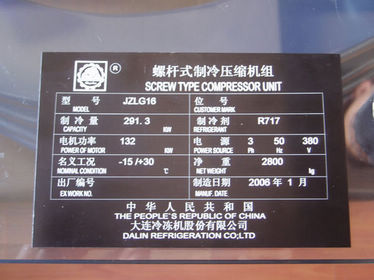 ®
螺杆式制冷压缩机组
SCREW TYPE COMPRESSOR UNIT
型号 MODEL JZLG16 位号 CUSTOMER MARK
制冷量 CAPACITY 291.3 KW 制冷剂 REFRIGERANT R717
电机功率 POWER OF MOTOR 132 KW 电源 POWER SOURCE 3 Ph 50 Hz 380 V
名义工况 NOMINAL CONDITION -15/+30 ℃ 净重 NET WEIGHT 2800 kg
出厂编号 EX WORK NO. 制造日期 MANUF. DATE 2006年1月
中华人民共和国
THE PEOPLE'S REPUBLIC OF CHINA
大连冷冻机股份有限公司
DALIN REFRIGERATION CO;LTD